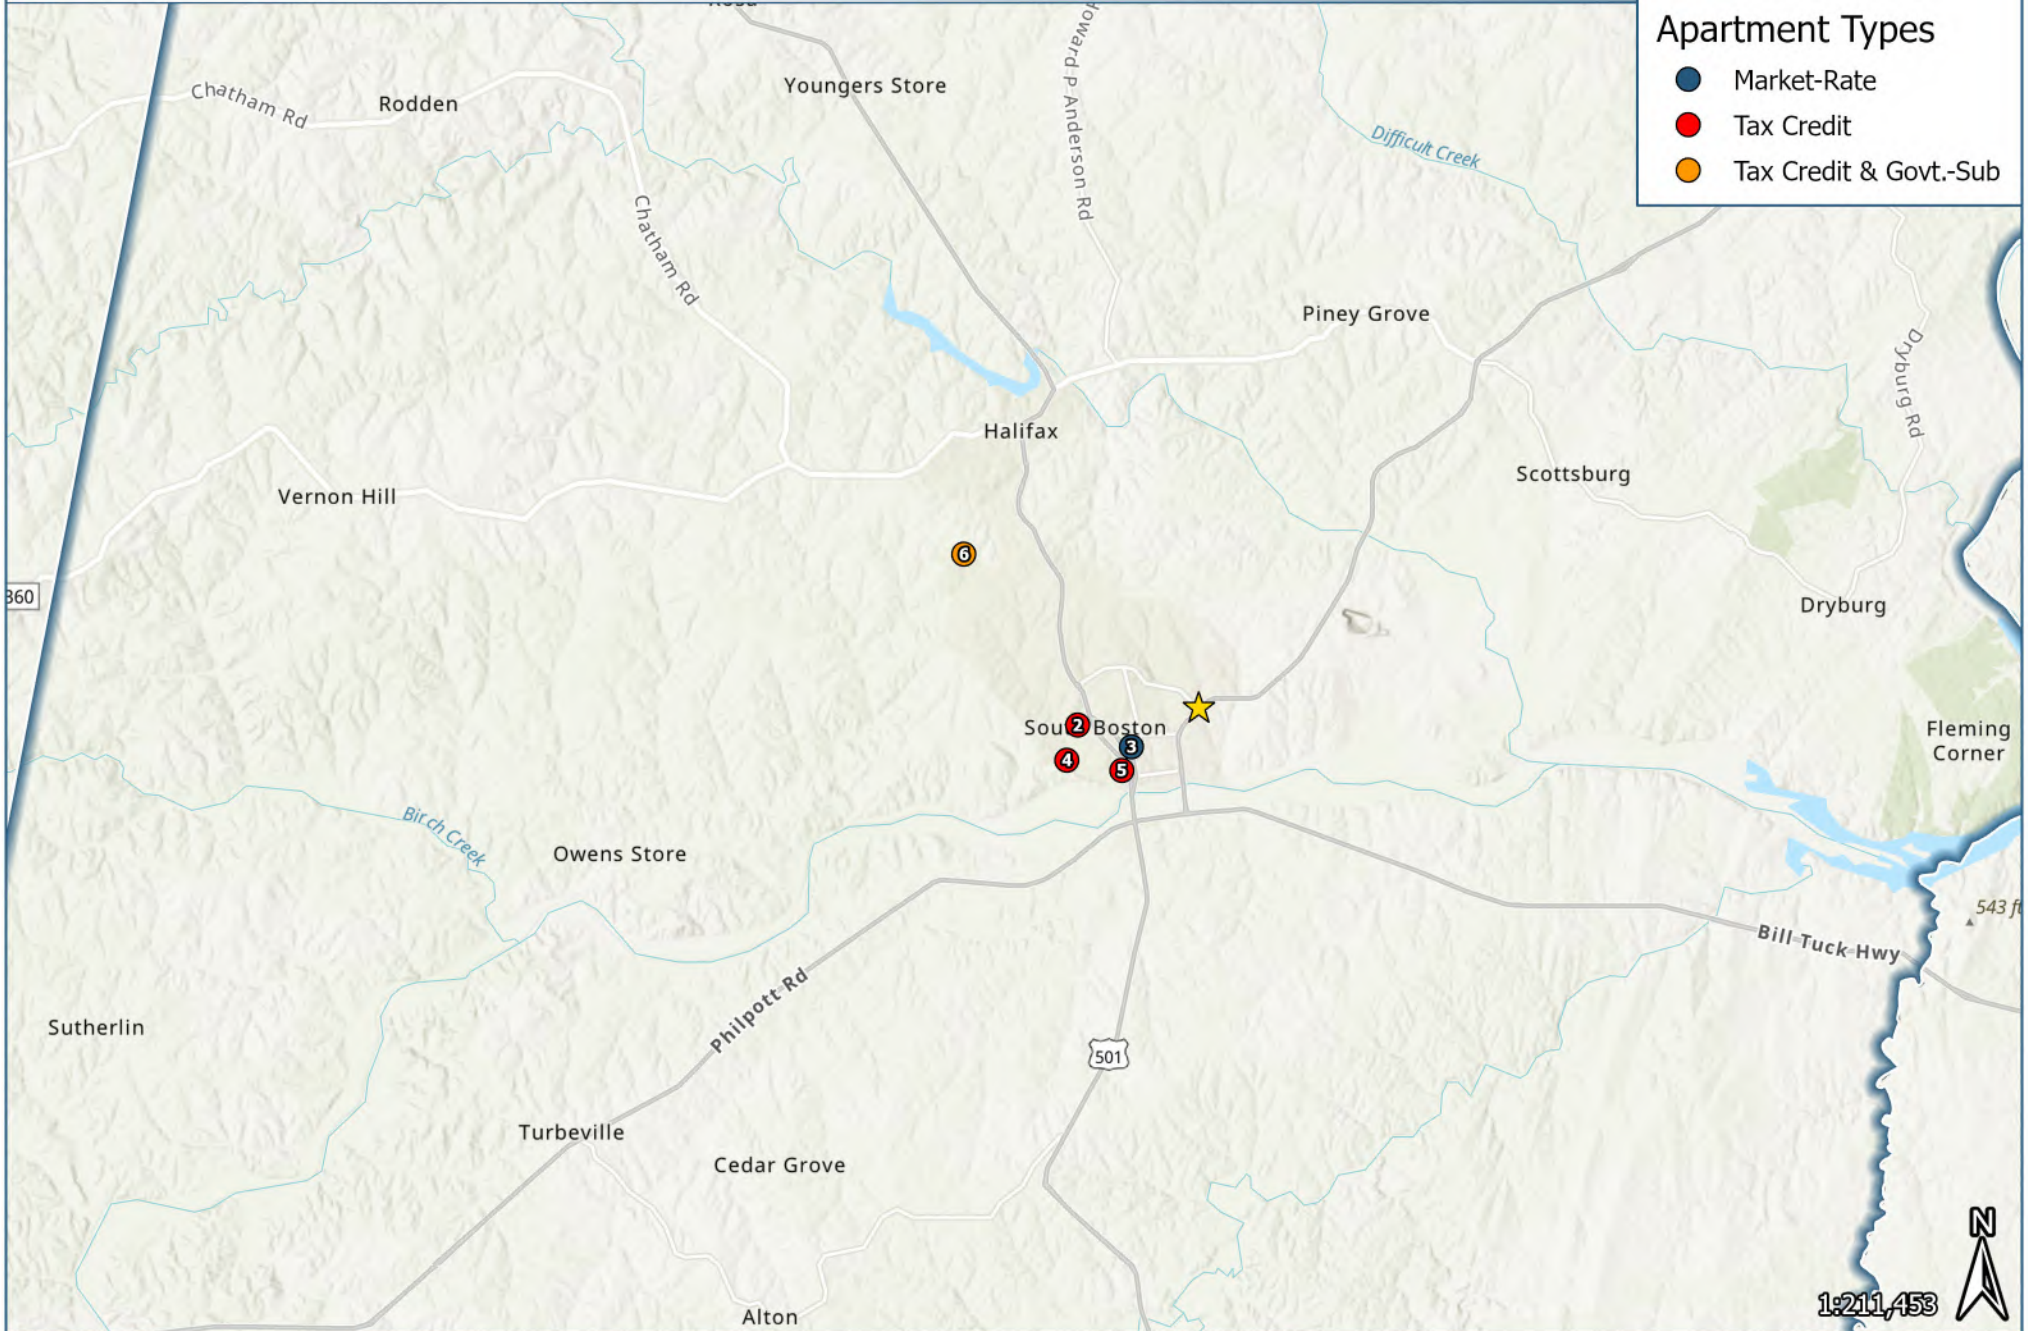 Apartment Types
Market-Rate
Tax Credit
Tax Credit & Govt.-Sub
Youngers Store
Howard P Anderson Rd
Chatham Rd
Rodden
Difficult Creek
Chatham Rd
Piney Grove
Dryburg Rd
Halifax
Scottsburg
Vernon Hill
6
360
Dryburg
2
South Boston
3
4
5
Fleming
Corner
Birch Creek
Owens Store
543 ft
Bill Tuck Hwy
Philpott Rd
Sutherlin
501
Turbeville
Cedar Grove
N
1:211,453
Alton